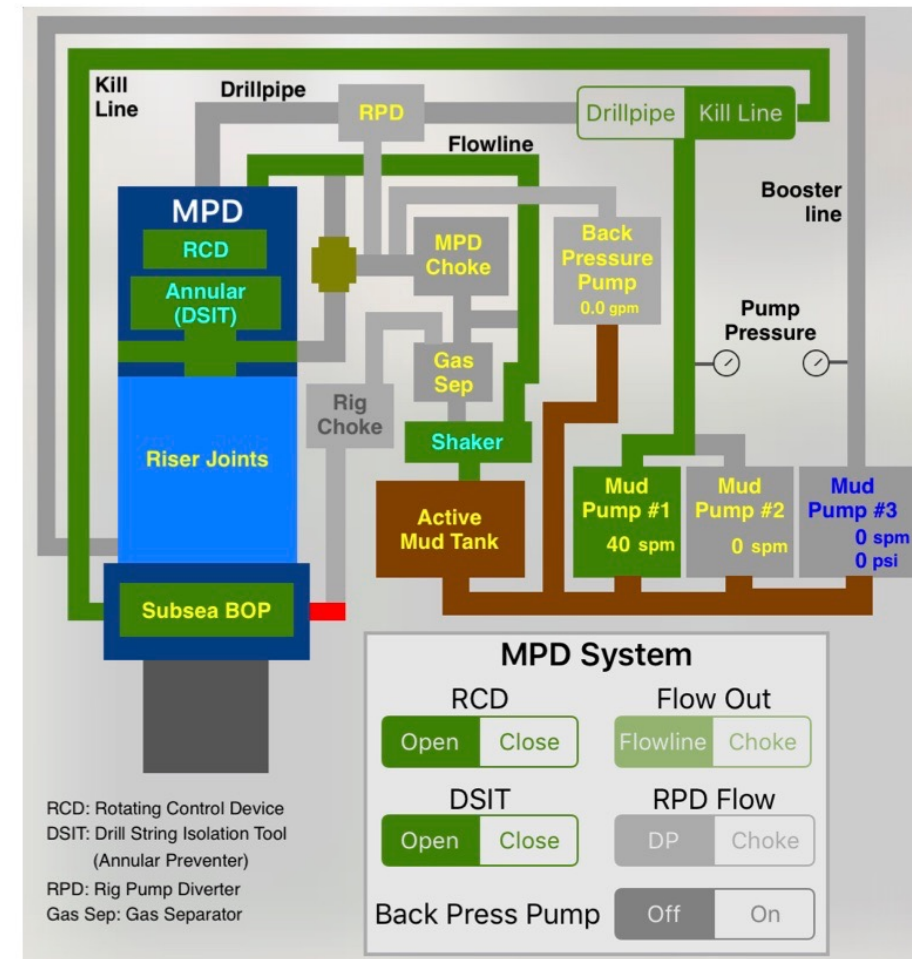 Kill
Line
Drillpipe
RPD
Drillpipe
Kill Line
Flowline
MPD
RCD
Annular
(DSIT)
MPD
Choke
Back
Pressure
Pump
0.0 gpm
Booster
line
Pump
Pressure
Gas
Sep
Rig
Choke
Riser Joints
Shaker
Active
Mud Tank
Mud
Pump #1
40 spm
Mud
Pump #2
0 spm
Mud
Pump #3
0 spm
0 psi
Subsea BOP
MPD System
RCD
Open
Close
Flow Out
Flowline
Choke
DSIT
Open
Close
RPD Flow
DP
Choke
Back Press Pump
Off
On
RCD: Rotating Control Device
DSIT: Drill String Isolation Tool
(Annular Preventer)
RPD: Rig Pump Diverter
Gas Sep: Gas Separator